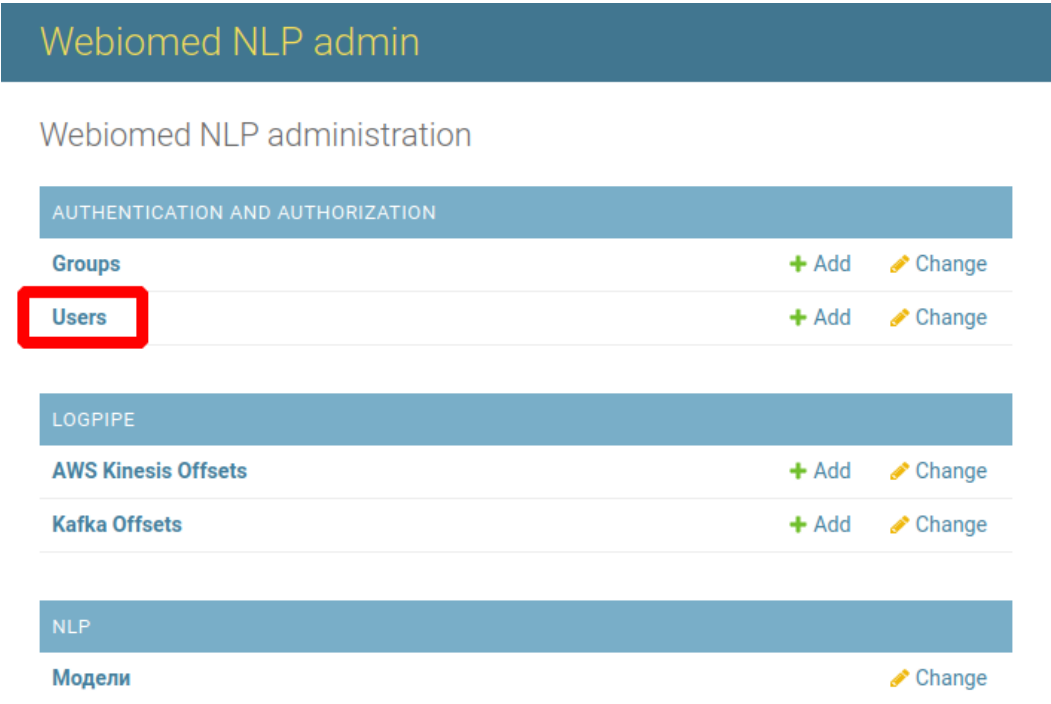 Webiomed NLP admin
Webiomed NLP administration
AUTHENTICATION AND AUTHORIZATION
Groups Add Change
Users Add Change
LOGPIPE
AWS Kinesis Offsets Add Change
Kafka Offsets Add Change
NLP
Модели Change